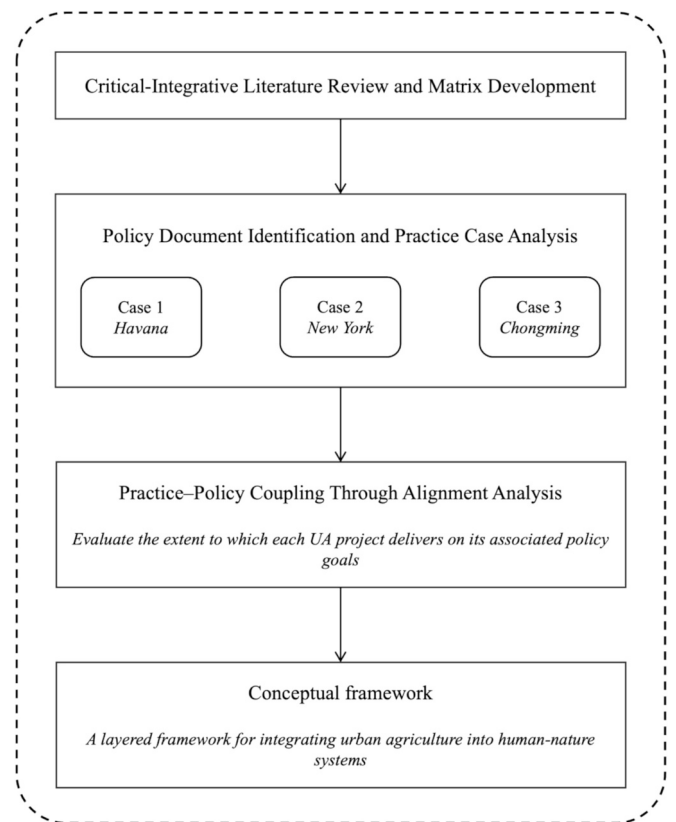 Critical-Integrative Literature Review and Matrix Development
Policy Document Identification and Practice Case Analysis
Case 1
Havana
Case 2
New York
Case 3
Chongming
Practice–Policy Coupling Through Alignment Analysis
Evaluate the extent to which each UA project delivers on its associated policy
goals
Conceptual framework
A layered framework for integrating urban agriculture into human-nature
systems